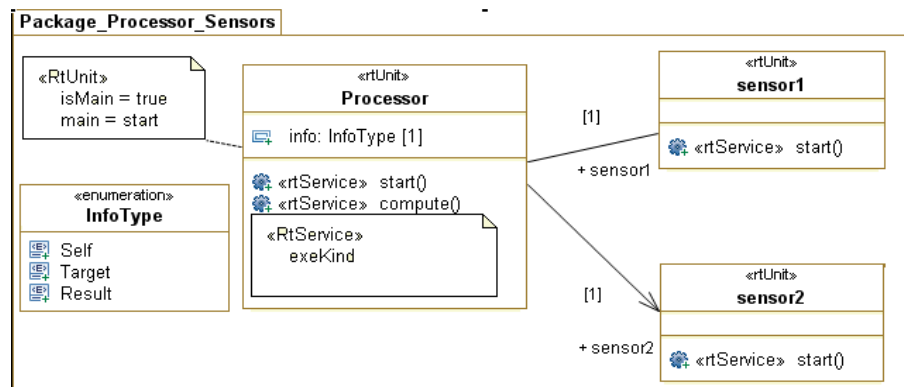 Package_Processor_Sensors
«RtUnit»
isMain = true
main = start
«rtUnit»
Processor
info: InfoType [1]
«rtService» start()
«rtService» compute()
«RtService»
exeKind
«enumeration»
InfoType
Self
Target
Result
«rtUnit»
sensor1
«rtService» start()
[1]
+ sensor1
«rtUnit»
sensor2
«rtService» start()
[1]
+ sensor2